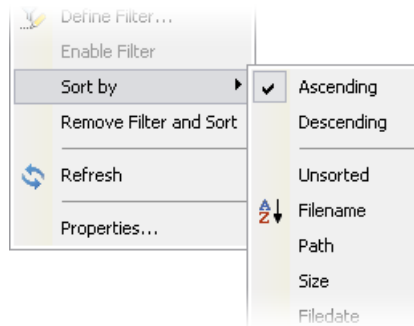 Define Filter...
Enable Filter
Sort by
Remove Filter and Sort
Refresh
Properties...
Ascending
Descending
Unsorted
Filename
Path
Size
Filedate